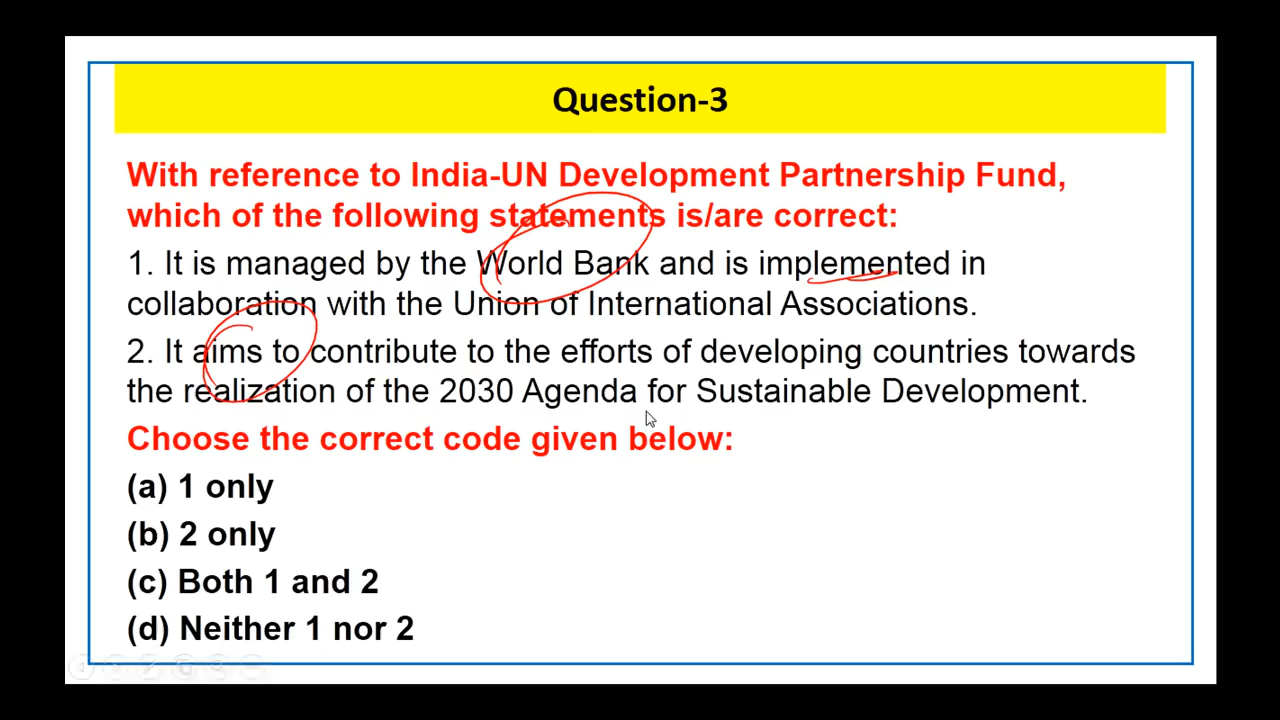 Question-3
With reference to India-UN Development Partnership Fund,
which of the following statements is/are correct:
1. It is managed by the World Bank and is implemented in
collaboration with the Union of International Associations.
2. It aims to contribute to the efforts of developing countries towards
the realization of the 2030 Agenda for Sustainable Development.
Choose the correct code given below:
(a) 1 only
(b) 2 only
(c) Both 1 and 2
(d) Neither 1 nor 2